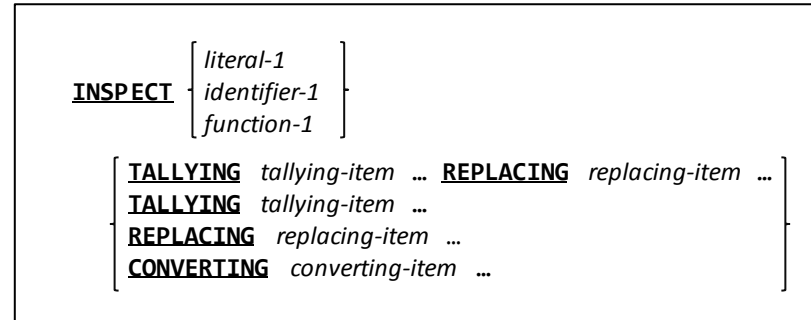 literal-1
INSPECT identifier-1
function-1
TALLYING tallying-item … REPLACING replacing-item …
TALLYING tallying-item …
REPLACING replacing-item …
CONVERTING converting-item …